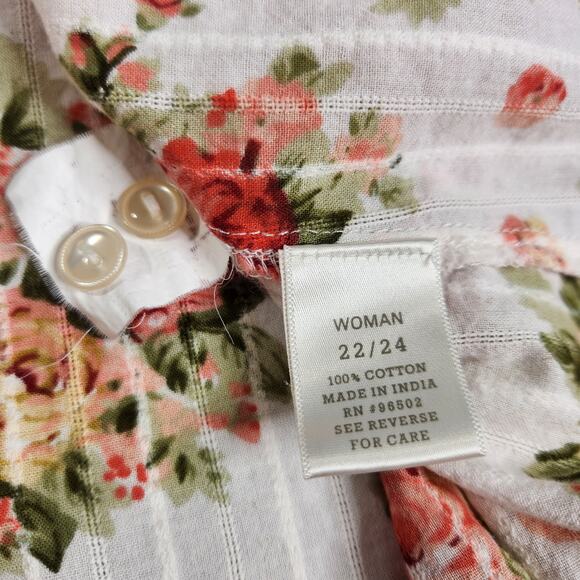 WOMAN
22/24
100% COTTON
MADE IN INDIA
RN #96502
SEE REVERSE
FOR CARE